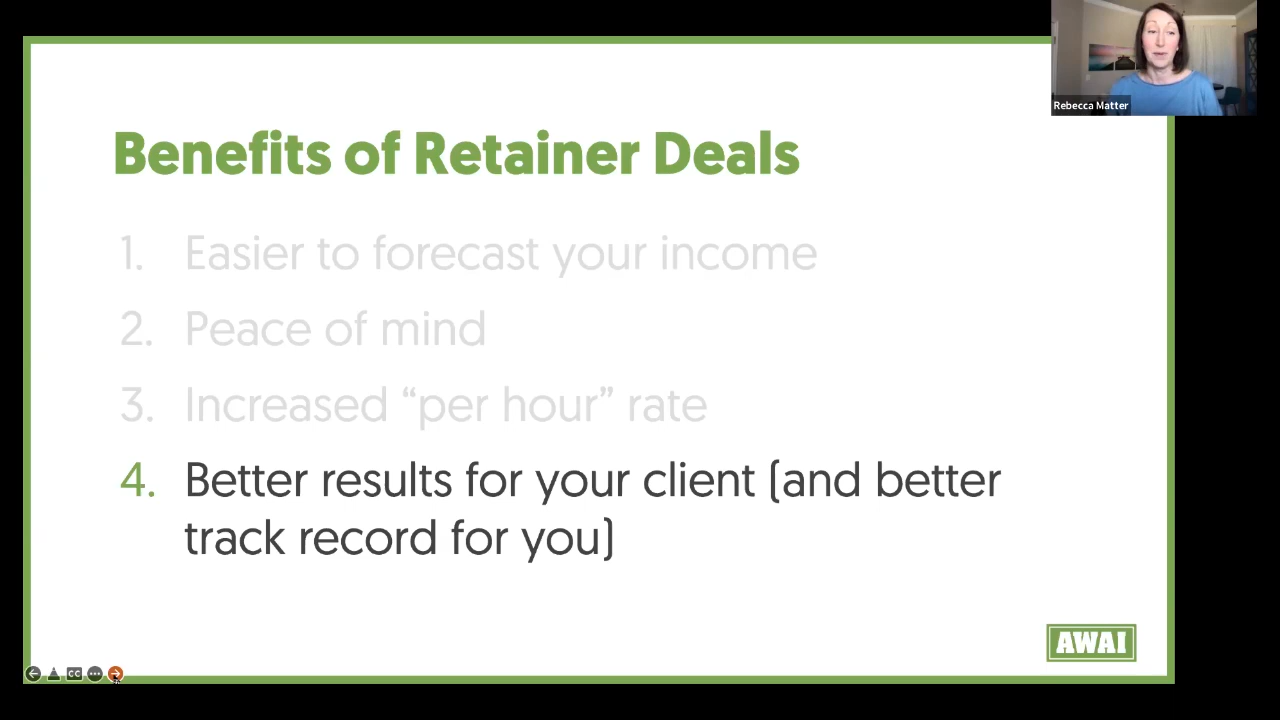 Rebecca Matter
Benefits of Retainer Deals
1. Easier to forecast your income
2. Peace of mind
3. Increased “per hour” rate
4. Better results for your client (and better
track record for you)
AWAI
CC